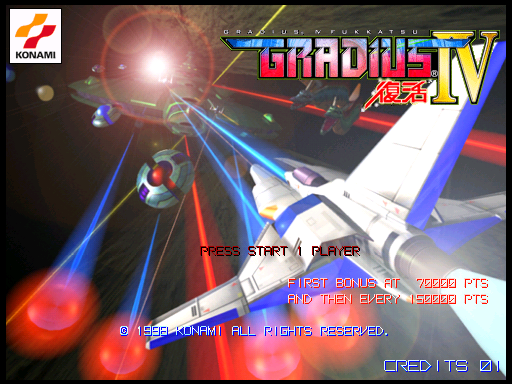 KONAMI
GRADIUS IV FUKKATSU
GRADIUS IV
®
復活
PRESS START 1 PLAYER
FIRST BONUS AT 70000 PTS
AND THEN EVERY 150000 PTS
© 1998 KONAMI ALL RIGHTS RESERVED.
CREDITS 01